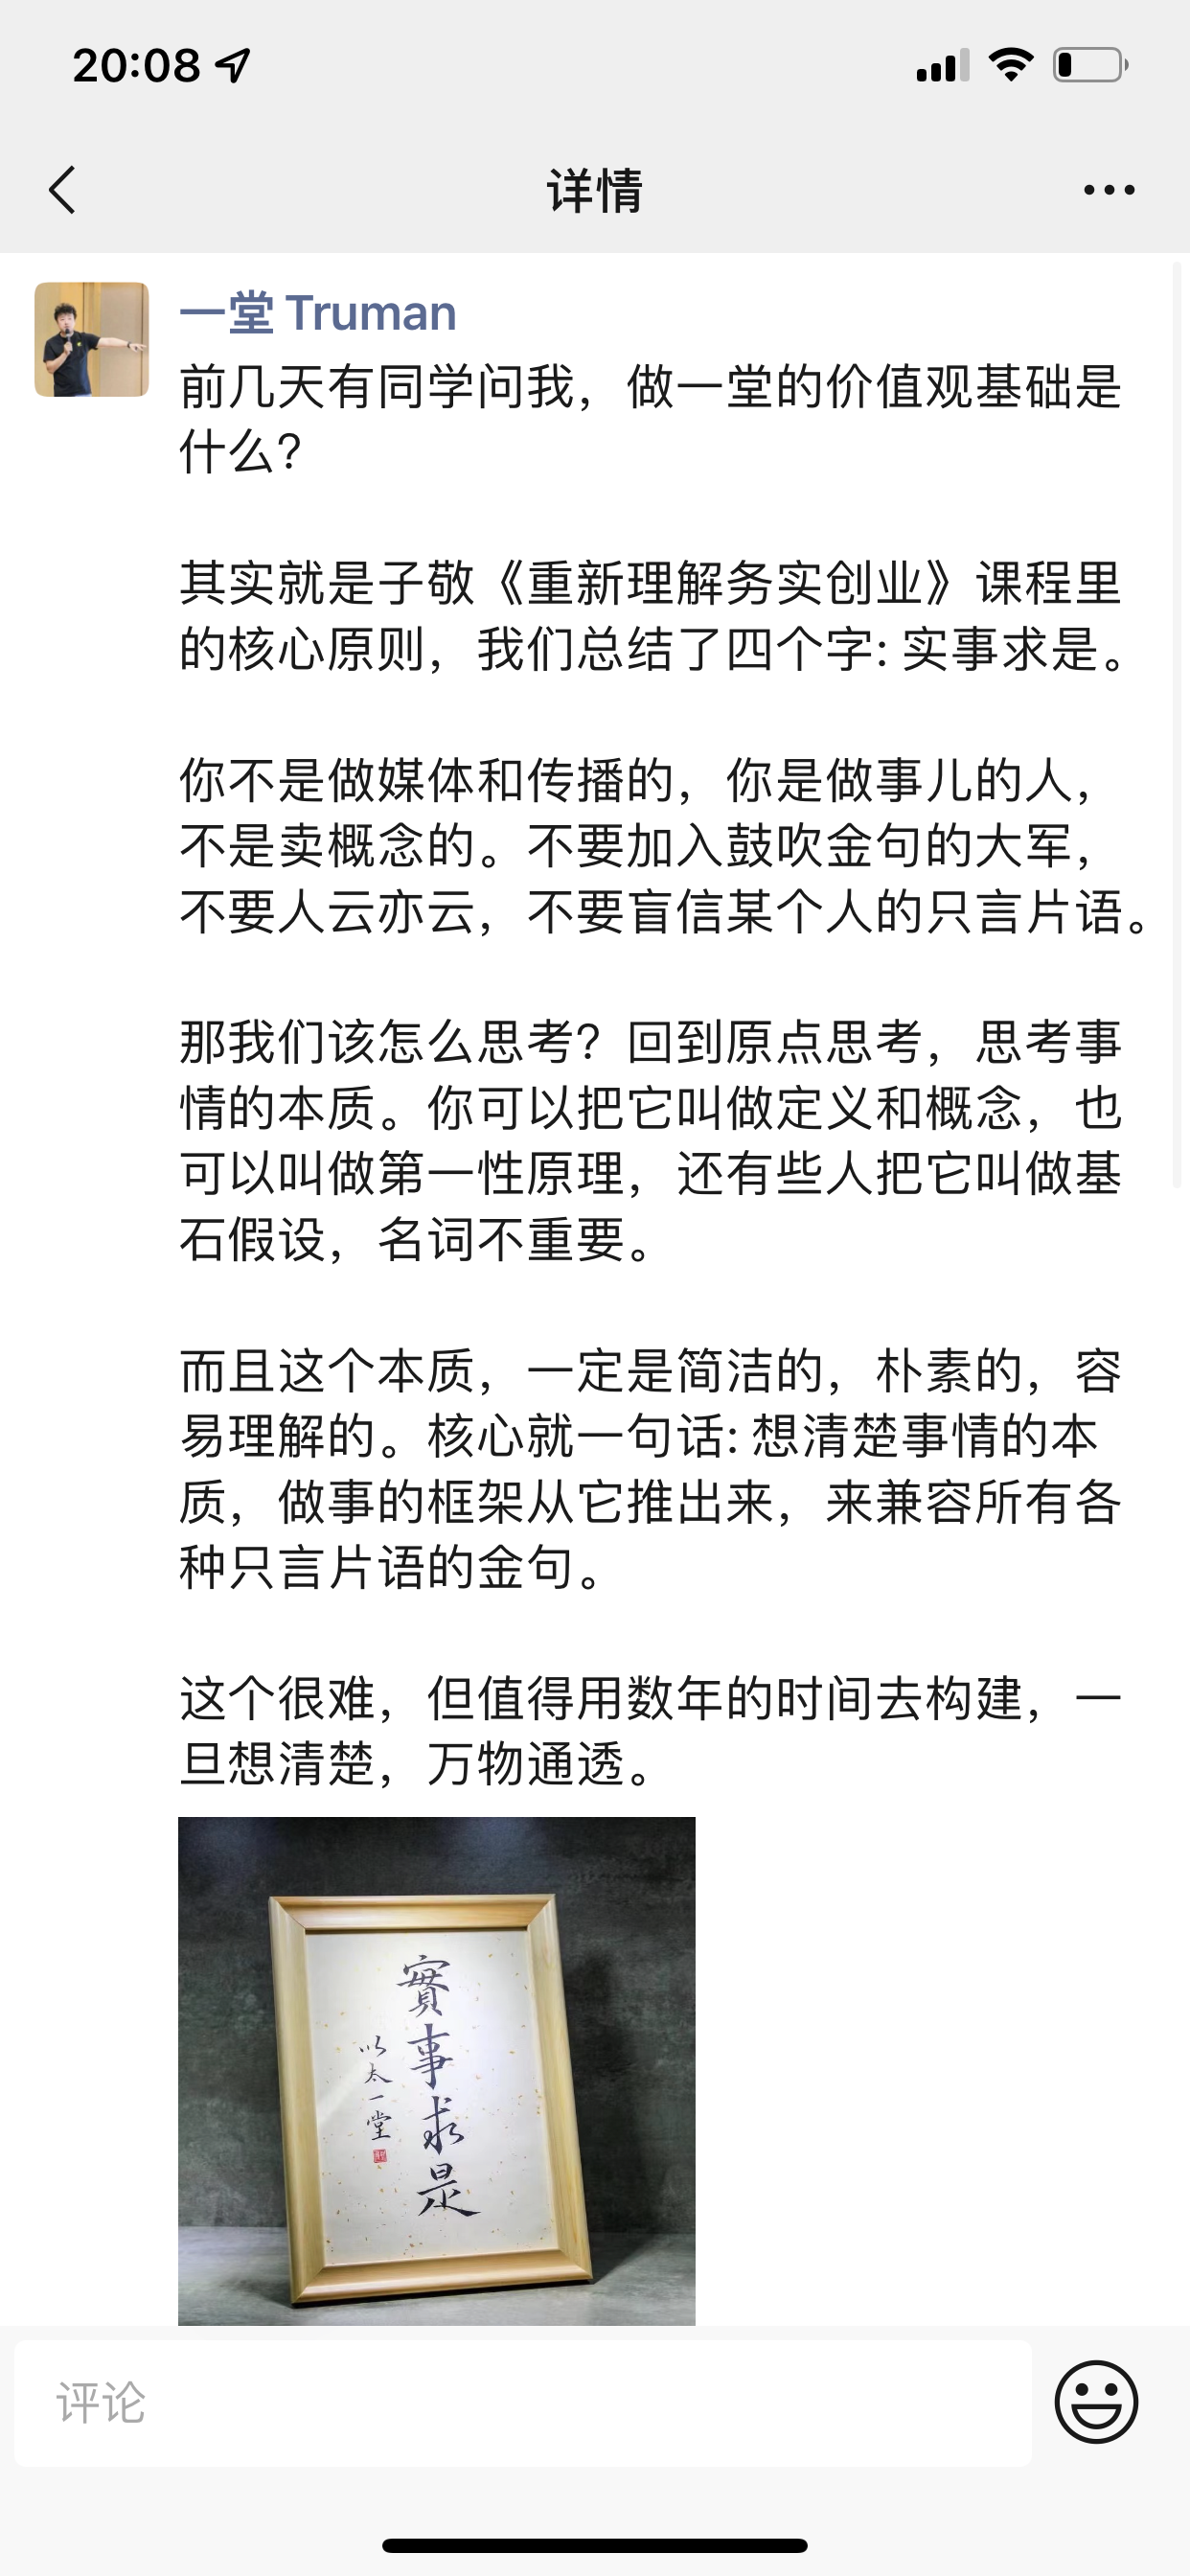 20:08
详情
一堂 Truman
前几天有同学问我，做一堂的价值观基础是
什么？
其实就是子敬《重新理解务实创业》课程里
的核心原则，我们总结了四个字：实事求是。
你不是做媒体和传播的，你是做事儿的人，
不是卖概念的。不要加入鼓吹金句的大军，
不要人云亦云，不要盲信某个人的只言片语。
那我们该怎么思考？回到原点思考，思考事
情的本质。你可以把它叫做定义和概念，也
可以叫做第一性原理，还有些人把它叫做基
石假设，名词不重要。
而且这个本质，一定是简洁的，朴素的，容
易理解的。核心就一句话：想清楚事情的本
质，做事的框架从它推出来，来兼容所有各
种只言片语的金句。
这个很难，但值得用数年的时间去构建，一
旦想清楚，万物通透。
實事求是
以太一堂
评论